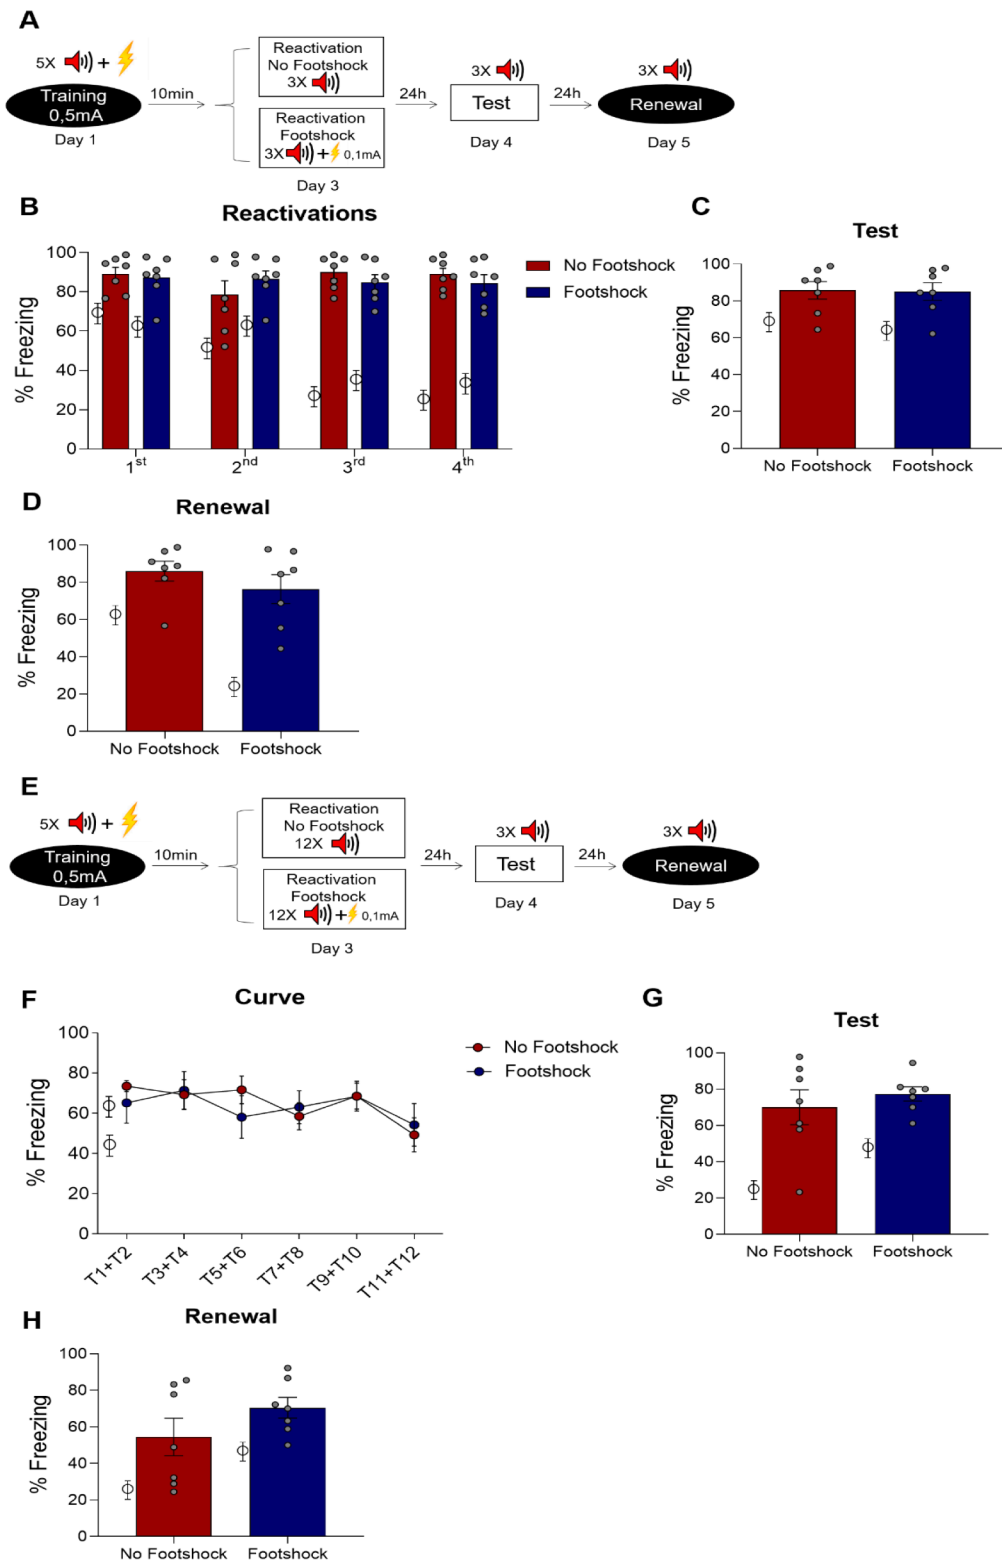 A
5X + 
Training
0,5mA
Day 1
10min
Reactivation
No Footshock
3X
Reactivation
Footshock
3X + 0,1mA
Day 3
24h
3X
Test
Day 4
24h
3X
Renewal
Day 5
B
Reactivations
% Freezing
100
80
60
40
20
0
1st
2nd
3rd
4th
No Footshock
Footshock
C
Test
% Freezing
100
80
60
40
20
0
No Footshock
Footshock
D
Renewal
% Freezing
100
80
60
40
20
0
No Footshock
Footshock
E
5X +
Training
0,5mA
Day 1
10min
Reactivation
No Footshock
12X
Reactivation
Footshock
12X + 0,1mA
Day 3
24h
3X
Test
Day 4
24h
3X
Renewal
Day 5
F
Curve
% Freezing
100
80
60
40
20
0
T1+T2
T3+T4
T5+T6
T7+T8
T9+T10
T11+T12
No Footshock
Footshock
G
Test
% Freezing
100
80
60
40
20
0
No Footshock
Footshock
H
Renewal
% Freezing
100
80
60
40
20
0
No Footshock
Footshock